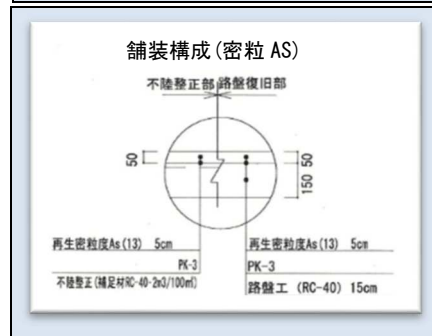 舗装構成(密粒 AS)
不陸整正部 路盤復旧部
50
50
150
再生密粒度As(13) 5cm
PK-3
不陸整正(補足材RC-40-2m3/100㎡)
再生密粒度As(13) 5cm
PK-3
路盤工 (RC-40) 15cm